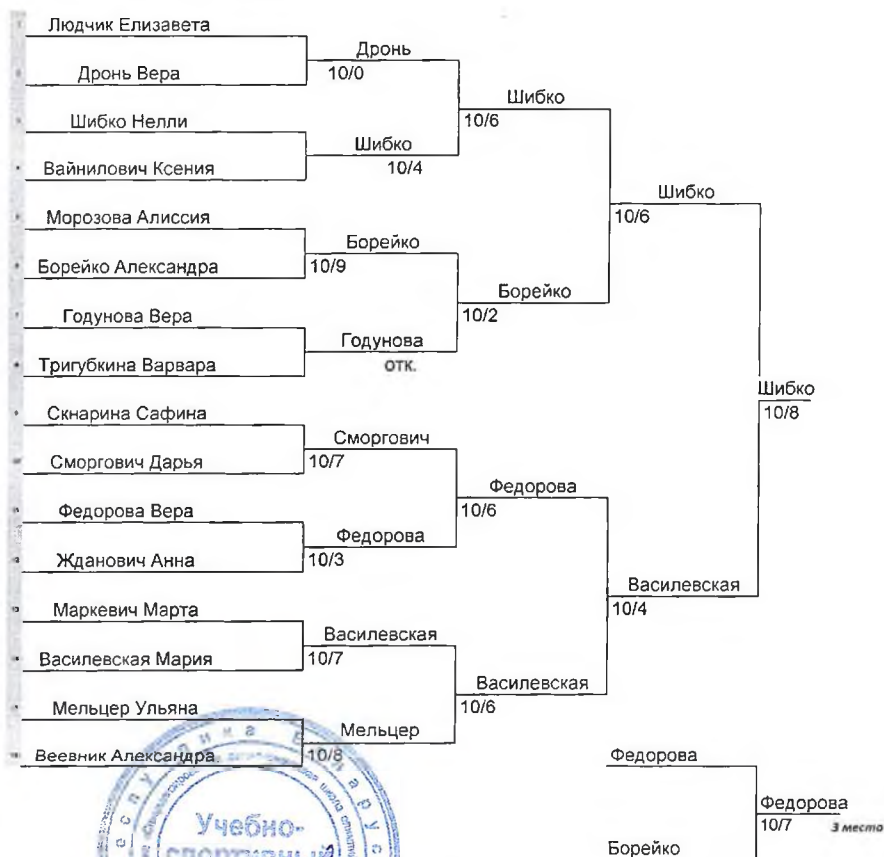 Людчик Елизавета
Дронь
Дронь Вера
10/0
Шибко
10/6
Шибко Нелли
Шибко
Вайнилович Ксения
10/4
Шибко
10/6
Морозова Алиссия
Борейко
Борейко Александра
10/9
Борейко
10/2
Годунова Вера
Годунова
Тригубкина Варвара
отк.
Шибко
10/8
Скнарина Сафина
Сморгович
Сморгович Дарья
10/7
Федорова
10/6
Федорова Вера
Федорова
Жданович Анна
10/3
Василевская
10/4
Маркевич Марта
Василевская
Василевская Мария
10/7
Василевская
10/6
Мельцер Ульяна
Мельцер
Веевник Александра
10/8
Федорова
Федорова
10/7 3 место
Борейко
Учебно-
спортивный